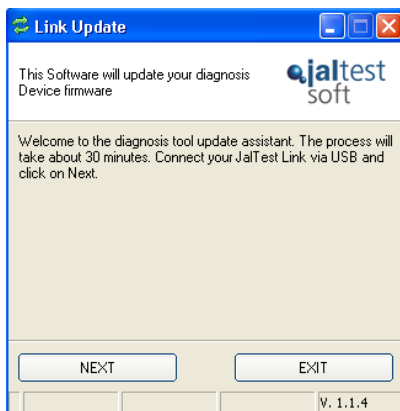 Link Update
This Software will update your diagnosis
Device firmware
jaltest
soft
Welcome to the diagnosis tool update assistant. The process will
take about 30 minutes. Connect your JalTest Link via USB and
click on Next.
NEXT
EXIT
V. 1.1.4